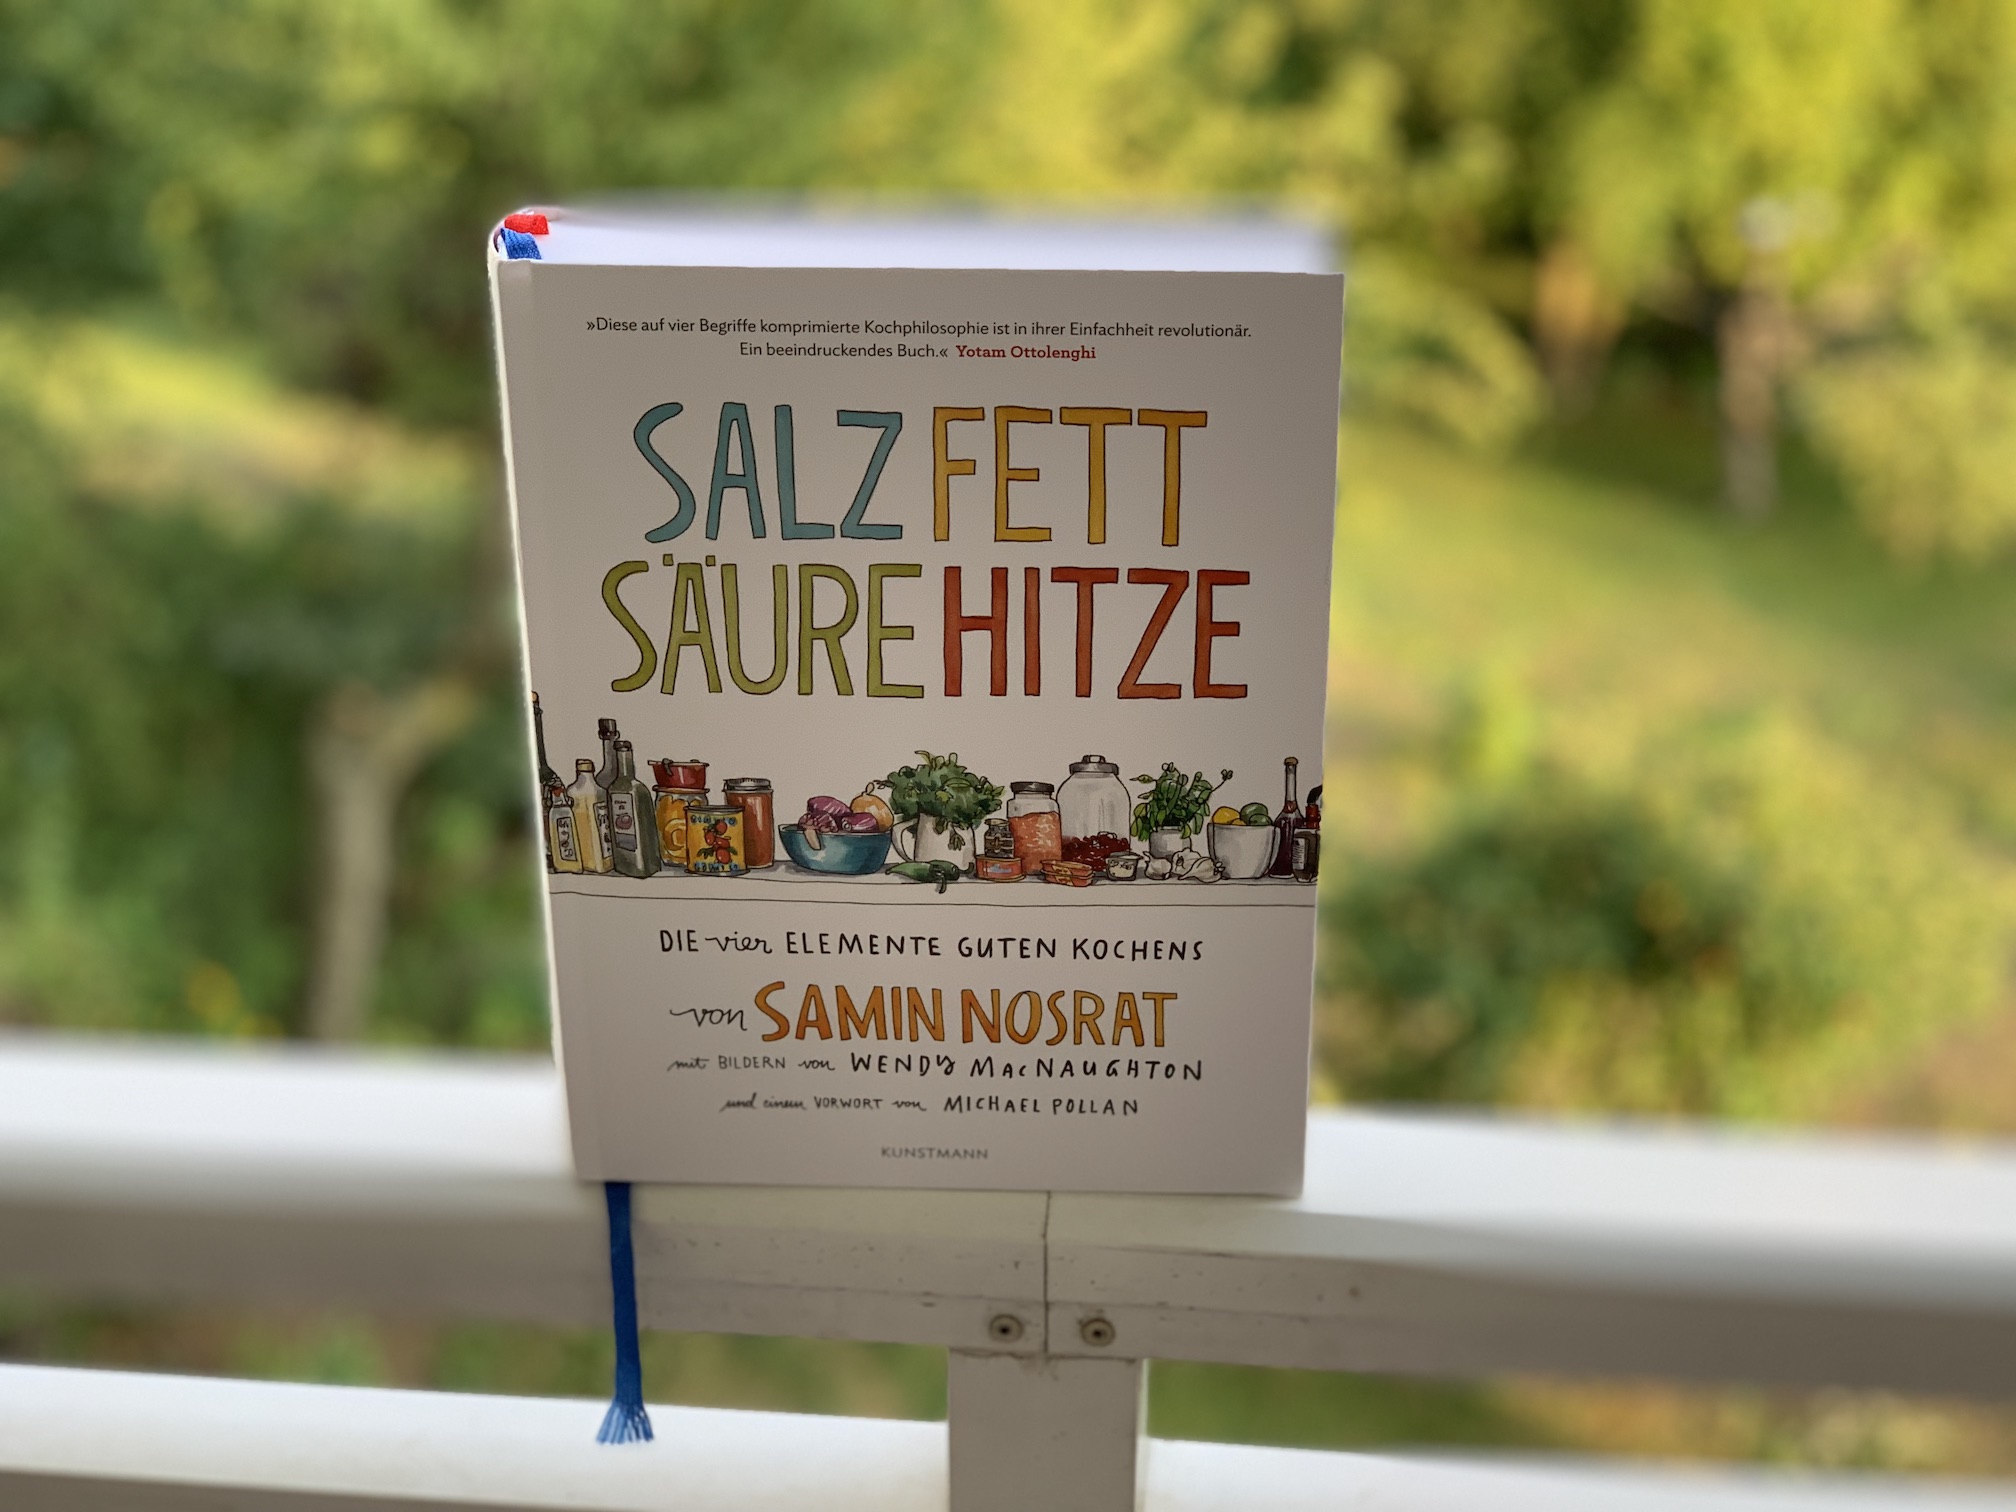 »Diese auf vier Begriffe komprimierte Kochphilosophie ist in ihrer Einfachheit revolutionär.
Ein beeindruckendes Buch.« Yotam Ottolenghi
SALZ FETT
SÄURE HITZE
DIE vier ELEMENTE GUTEN KOCHENS
von SAMIN NOSRAT
mit BILDERN von WENDY MacNAUGHTON
und einem VORWORT von MICHAEL POLLAN
KUNSTMANN